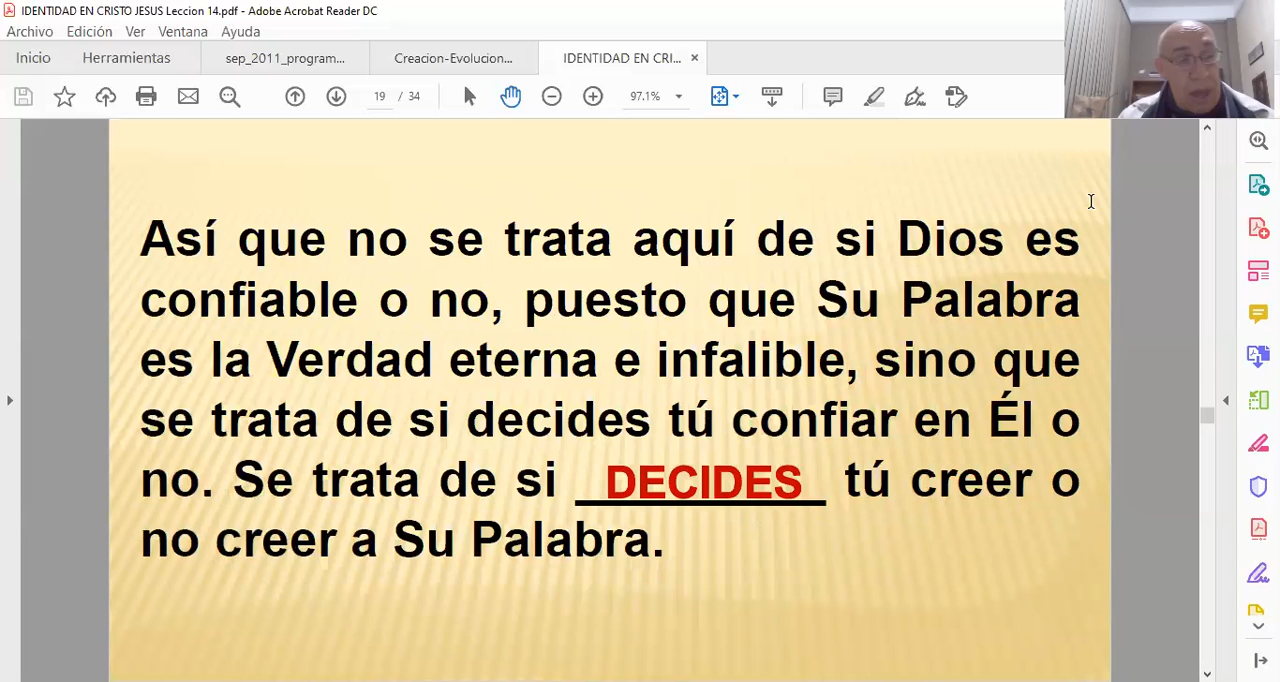 IDENTIDAD EN CRISTO JESUS Leccion 14.pdf - Adobe Acrobat Reader DC
Archivo Edición Ver Ventana Ayuda
Inicio Herramientas sep_2011_program... Creacion-Evolucion... IDENTIDAD EN CRI... ×
19 / 34 97.1%
Así que no se trata aquí de si Dios es
confiable o no, puesto que Su Palabra
es la Verdad eterna e infalible, sino que
se trata de si decides tú confiar en Él o
no. Se trata de si DECIDES tú creer o
no creer a Su Palabra.